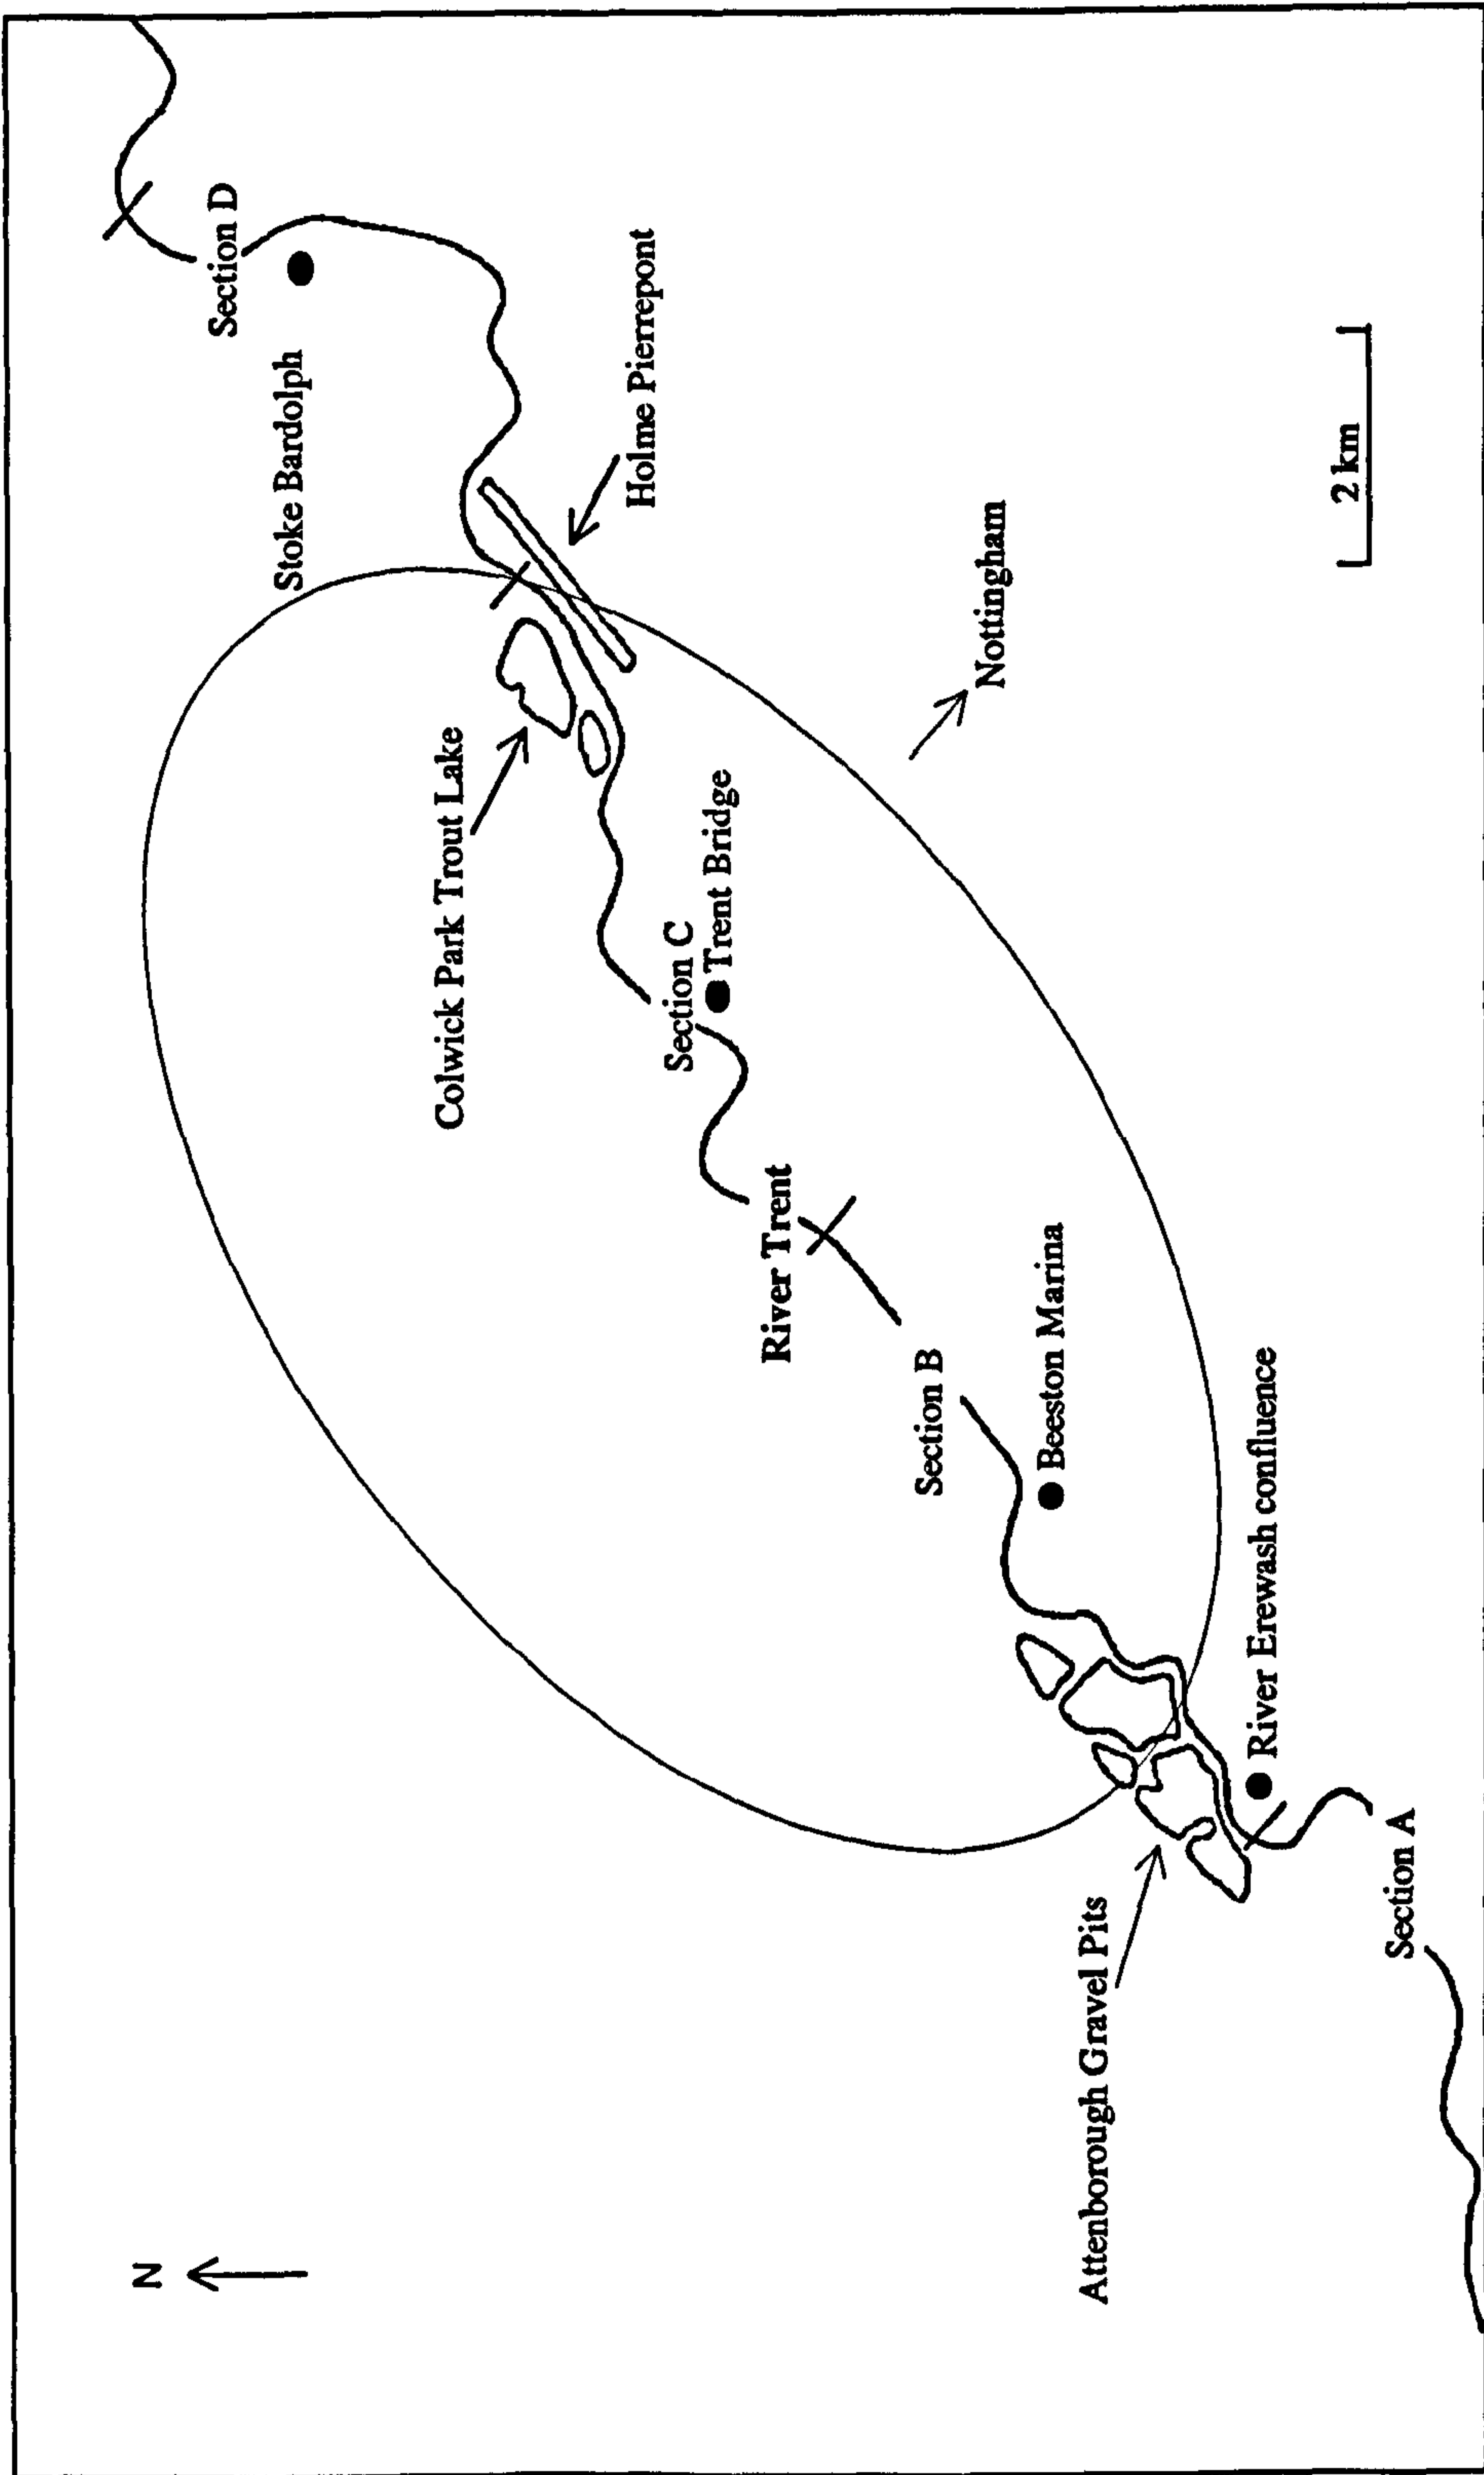 N
Section D
Stoke Bardolph
Holme Pierrepont
Colwick Park Trout Lake
Section C
Trent Bridge
Nottingham
River Trent
Section B
Beeston Marina
River Erewash confluence
Attenborough Gravel Pits
Section A
2 km